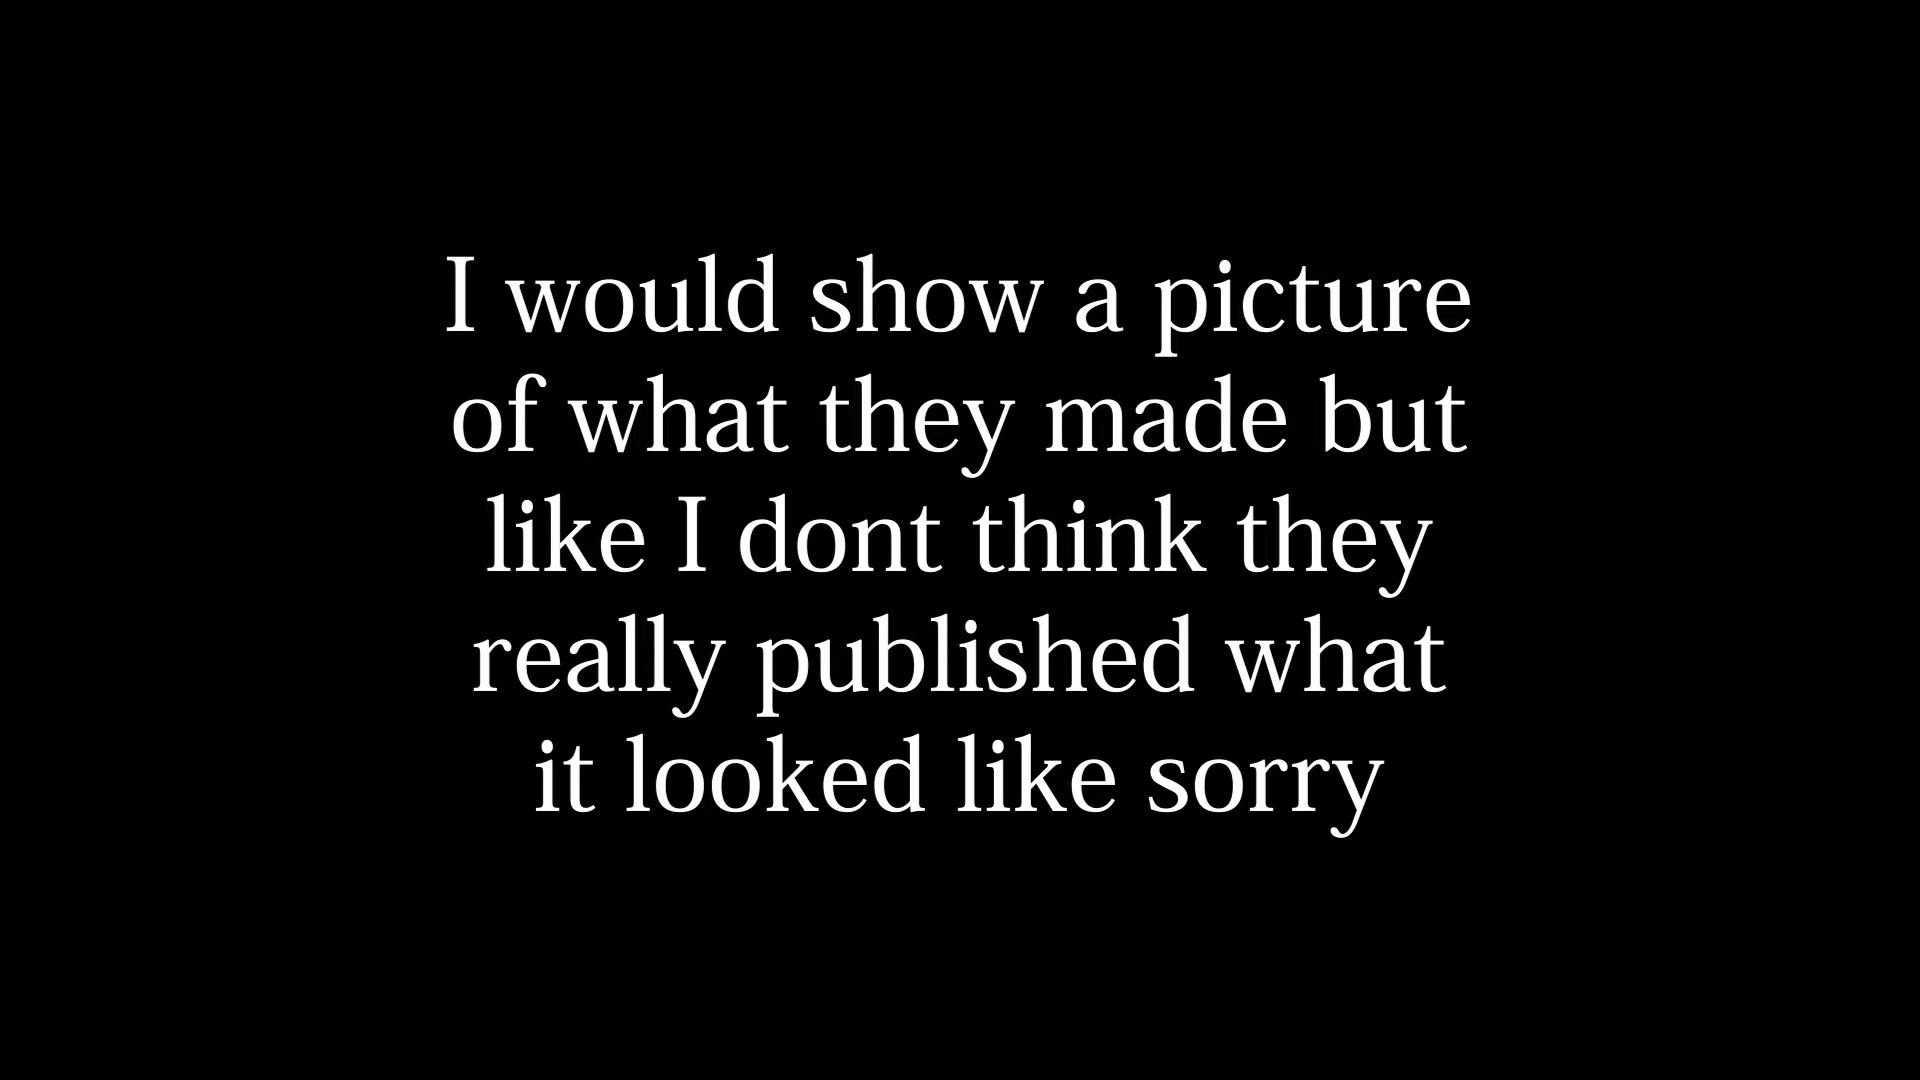 I would show a picture
of what they made but
like I dont think they
really published what
it looked like sorry